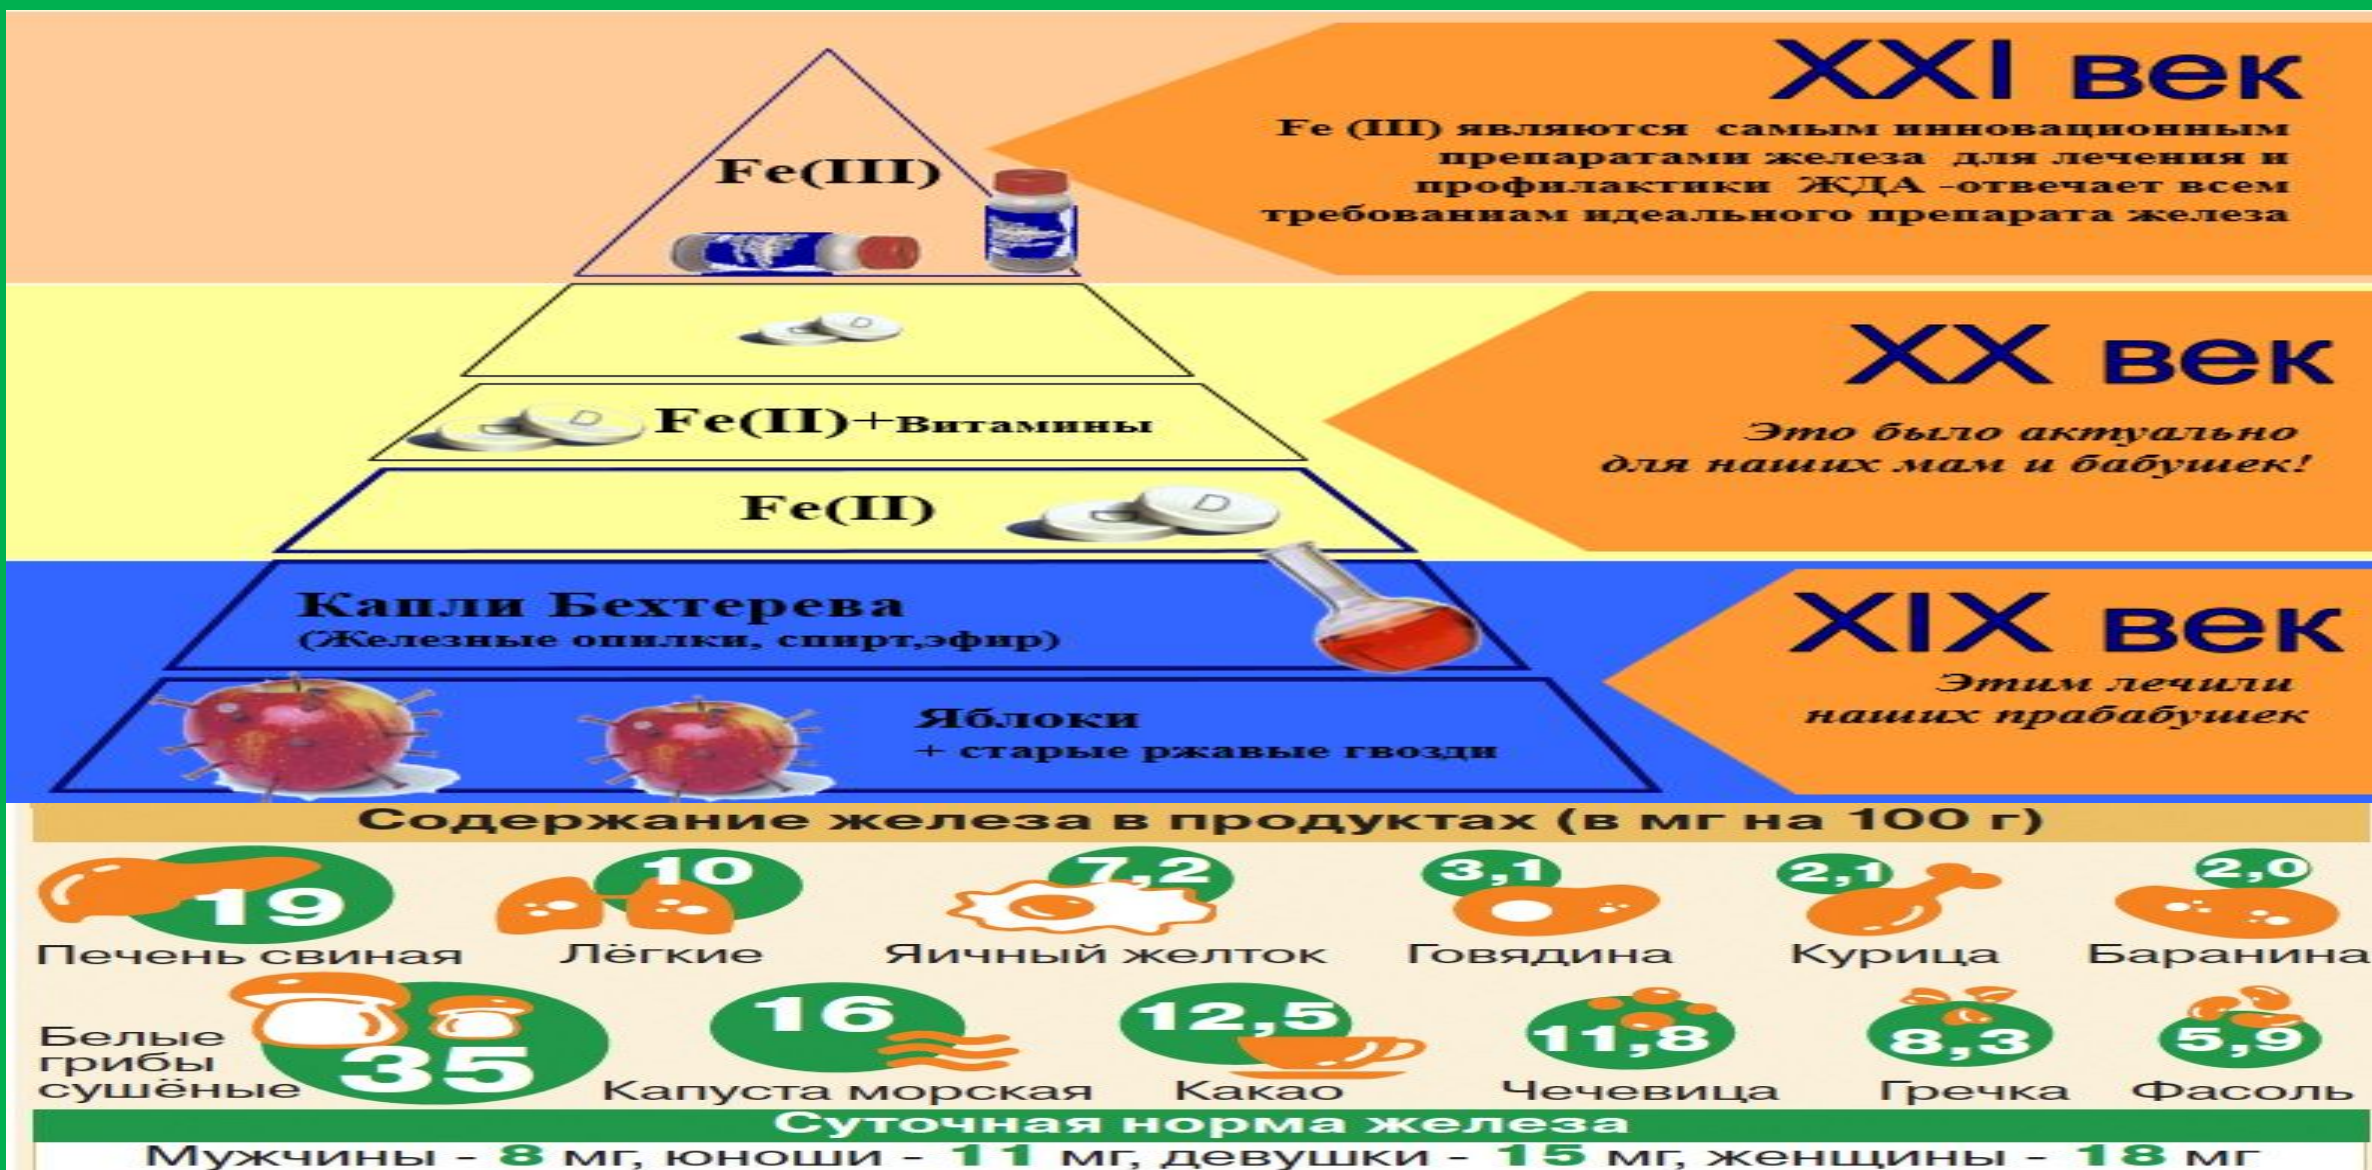 XXI век
Fe (III) являются самым инновационным
препаратами железа для лечения и
профилактики ЖДА -отвечает всем
требованиям идеального препарата железа
Fe(III)
XX век
Это было актуально
для наших мам и бабушек!
D
Fe(II)+Витамины
D
Fe(II)
D
XIX век
Этим лечили
наших прабабушек
Капли Бехтерева
(Железные опилки, спирт,эфир)
Яблоки
+ старые ржавые гвозди
Содержание железа в продуктах (в мг на 100 г)
19
10
7,2
3,1
2,1
2,0
Печень свиная
Лёгкие
Яичный желток
Говядина
Курица
Баранина
Белые
грибы
сушёные
35
16
12,5
11,8
8,3
5,9
Капуста морская
Какао
Чечевица
Гречка
Фасоль
Суточная норма железа
Мужчины - 8 мг, юноши - 11 мг, девушки - 15 мг, женщины - 18 мг